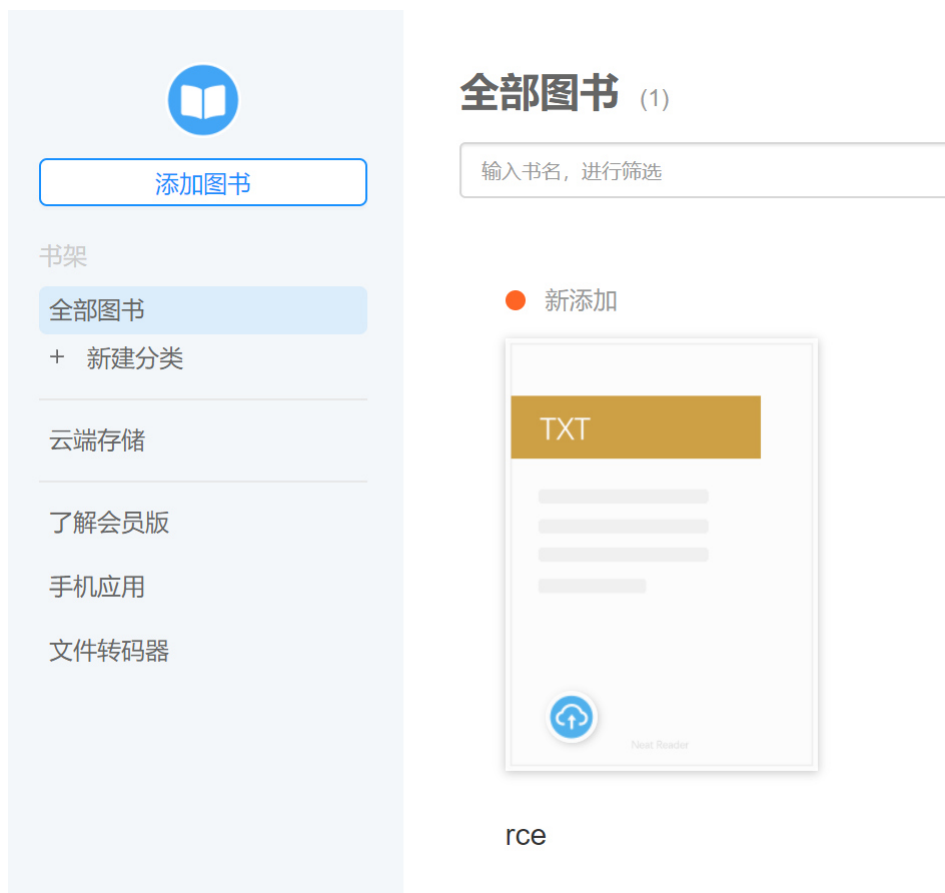 添加图书
书架
全部图书
+ 新建分类
云端存储
了解会员版
手机应用
文件转码器
全部图书 (1)
输入书名，进行筛选
新添加
TXT
Neat Reader
rce